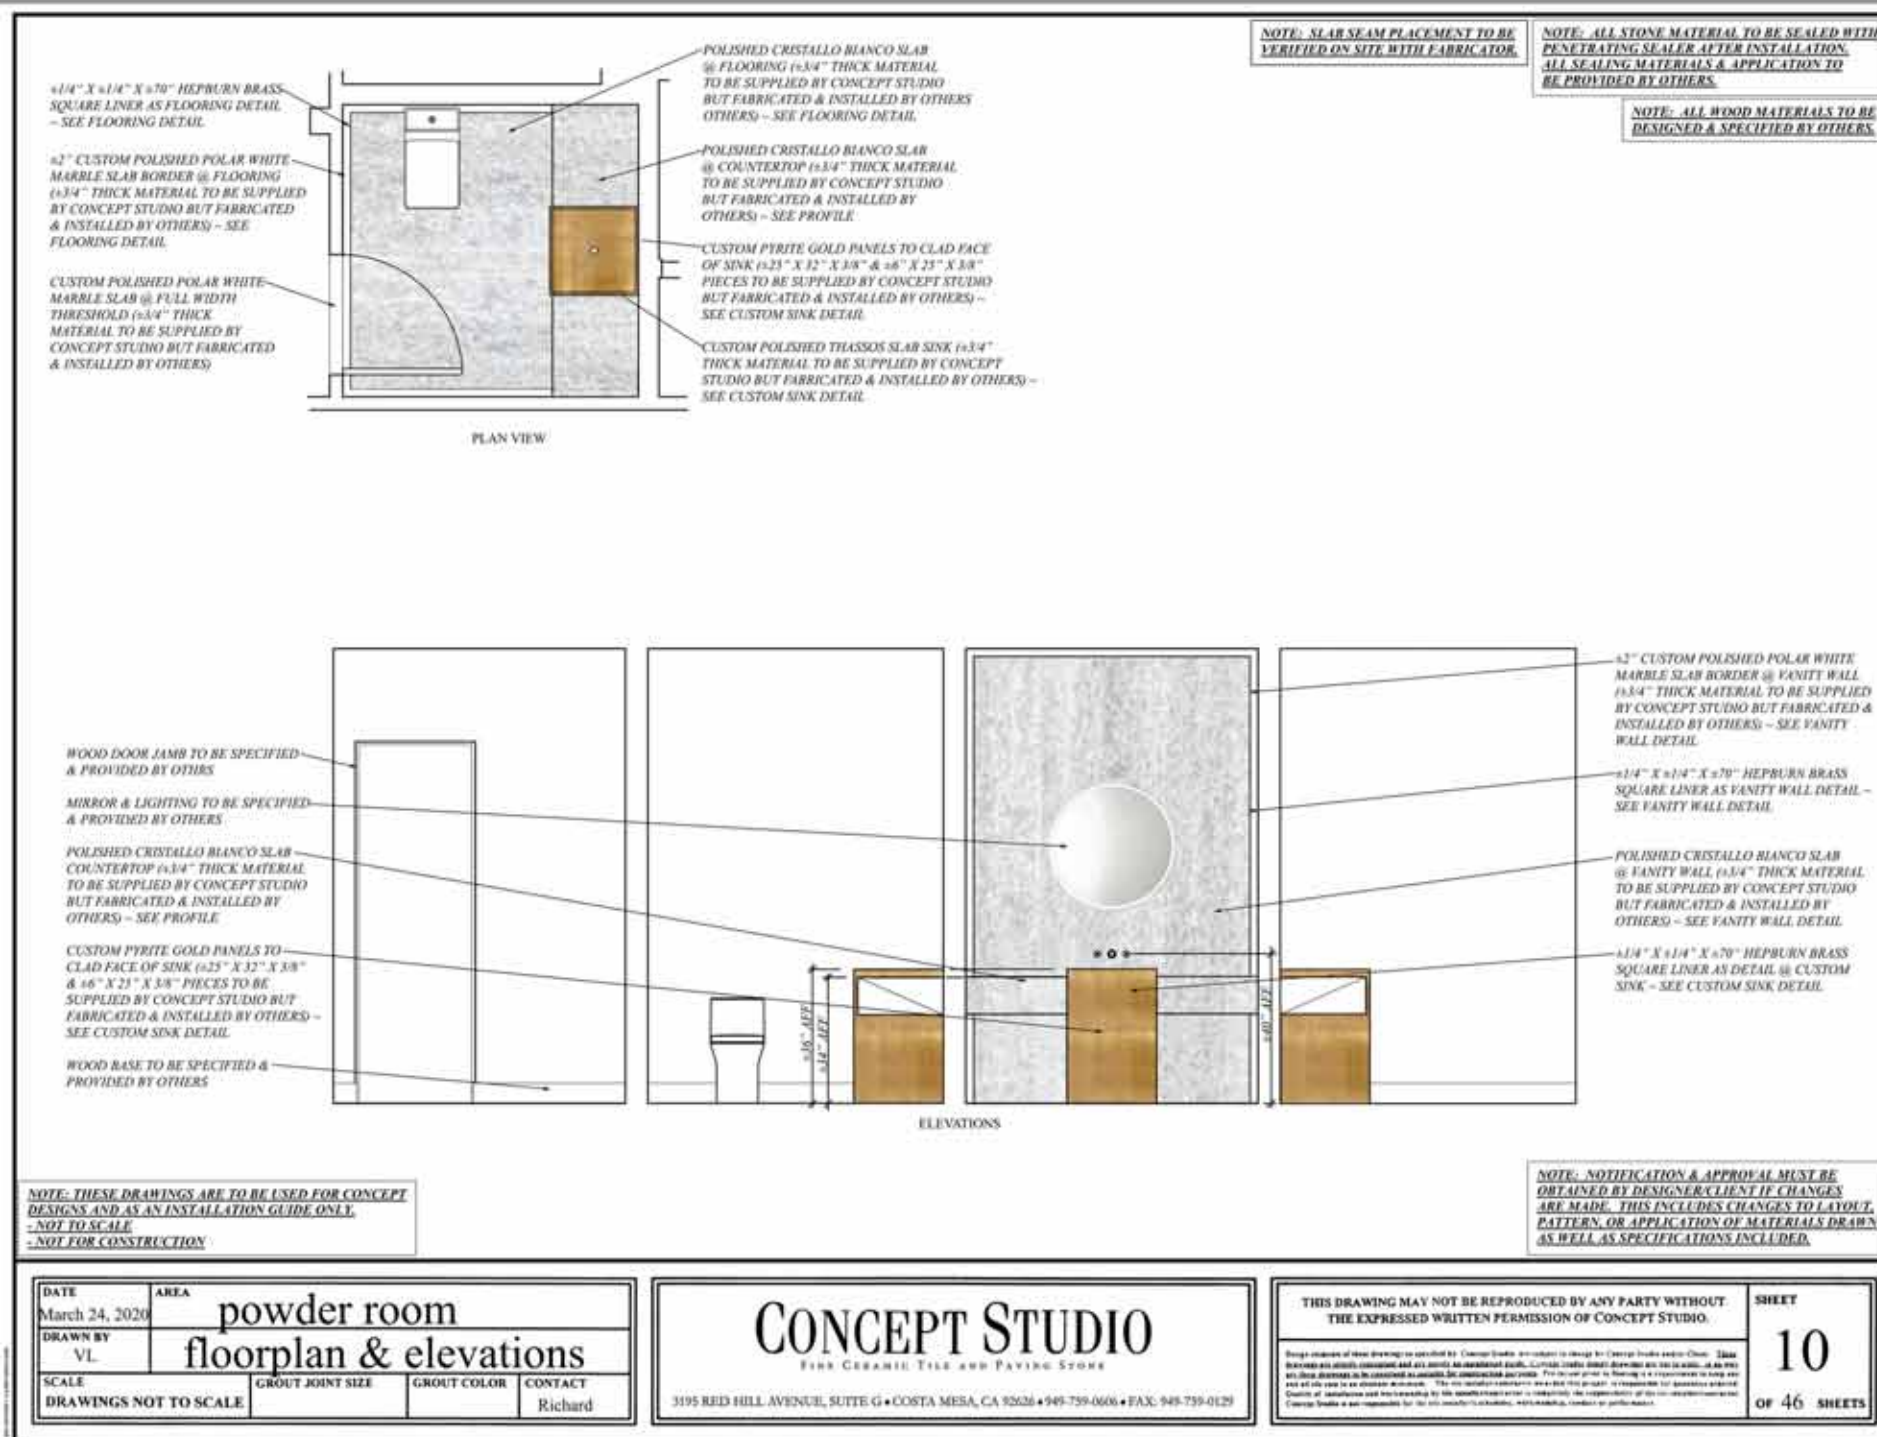 NOTE: SLAB SEAM PLACEMENT TO BE
VERIFIED ON SITE WITH FABRICATOR.
NOTE: ALL STONE MATERIAL TO BE SEALED WITH
PENETRATING SEALER AFTER INSTALLATION.
ALL SEALING MATERIALS & APPLICATION TO
BE PROVIDED BY OTHERS.
NOTE: ALL WOOD MATERIALS TO BE
DESIGNED & SPECIFIED BY OTHERS.
±1/4" X ±1/4" X ±70" HEPBURN BRASS
SQUARE LINER AS FLOORING DETAIL
~ SEE FLOORING DETAIL
±2" CUSTOM POLISHED POLAR WHITE
MARBLE SLAB BORDER @ FLOORING
(±3/4" THICK MATERIAL TO BE SUPPLIED
BY CONCEPT STUDIO BUT FABRICATED
& INSTALLED BY OTHERS) ~ SEE
FLOORING DETAIL
CUSTOM POLISHED POLAR WHITE
MARBLE SLAB @ FULL WIDTH
THRESHOLD (±3/4" THICK
MATERIAL TO BE SUPPLIED BY
CONCEPT STUDIO BUT FABRICATED
& INSTALLED BY OTHERS)
POLISHED CRISTALLO BIANCO SLAB
@ FLOORING (±3/4" THICK MATERIAL
TO BE SUPPLIED BY CONCEPT STUDIO
BUT FABRICATED & INSTALLED BY OTHERS
OTHERS) ~ SEE FLOORING DETAIL
POLISHED CRISTALLO BIANCO SLAB
@ COUNTERTOP (±3/4" THICK MATERIAL
TO BE SUPPLIED BY CONCEPT STUDIO
BUT FABRICATED & INSTALLED BY
OTHERS) ~ SEE PROFILE
CUSTOM PYRITE GOLD PANELS TO CLAD FACE
OF SINK (±25" X 32" X 3/8" & ±6" X 25" X 3/8"
PIECES TO BE SUPPLIED BY CONCEPT STUDIO
BUT FABRICATED & INSTALLED BY OTHERS) ~
SEE CUSTOM SINK DETAIL
CUSTOM POLISHED THASSOS SLAB SINK (±3/4"
THICK MATERIAL TO BE SUPPLIED BY CONCEPT
STUDIO BUT FABRICATED & INSTALLED BY OTHERS) ~
SEE CUSTOM SINK DETAIL
PLAN VIEW
WOOD DOOR JAMB TO BE SPECIFIED
& PROVIDED BY OTHRS
MIRROR & LIGHTING TO BE SPECIFIED
& PROVIDED BY OTHERS
POLISHED CRISTALLO BIANCO SLAB
COUNTERTOP (±3/4" THICK MATERIAL
TO BE SUPPLIED BY CONCEPT STUDIO
BUT FABRICATED & INSTALLED BY
OTHERS) ~ SEE PROFILE
CUSTOM PYRITE GOLD PANELS TO
CLAD FACE OF SINK (±25" X 32" X 3/8"
& ±6" X 25" X 3/8" PIECES TO BE
SUPPLIED BY CONCEPT STUDIO BUT
FABRICATED & INSTALLED BY OTHERS) ~
SEE CUSTOM SINK DETAIL
WOOD BASE TO BE SPECIFIED &
PROVIDED BY OTHERS
±36" AFF
±34" AFF
±40" AFF
±2" CUSTOM POLISHED POLAR WHITE
MARBLE SLAB BORDER @ VANITY WALL
(±3/4" THICK MATERIAL TO BE SUPPLIED
BY CONCEPT STUDIO BUT FABRICATED &
INSTALLED BY OTHERS) ~ SEE VANITY
WALL DETAIL
±1/4" X ±1/4" X ±70" HEPBURN BRASS
SQUARE LINER AS VANITY WALL DETAIL ~
SEE VANITY WALL DETAIL
POLISHED CRISTALLO BIANCO SLAB
@ VANITY WALL (±3/4" THICK MATERIAL
TO BE SUPPLIED BY CONCEPT STUDIO
BUT FABRICATED & INSTALLED BY
OTHERS) ~ SEE VANITY WALL DETAIL
±1/4" X ±1/4" X ±70" HEPBURN BRASS
SQUARE LINER AS DETAIL @ CUSTOM
SINK ~ SEE CUSTOM SINK DETAIL
ELEVATIONS
NOTE: THESE DRAWINGS ARE TO BE USED FOR CONCEPT
DESIGNS AND AS AN INSTALLATION GUIDE ONLY.
- NOT TO SCALE
- NOT FOR CONSTRUCTION
NOTE: NOTIFICATION & APPROVAL MUST BE
OBTAINED BY DESIGNER/CLIENT IF CHANGES
ARE MADE. THIS INCLUDES CHANGES TO LAYOUT,
PATTERN, OR APPLICATION OF MATERIALS DRAWN
AS WELL AS SPECIFICATIONS INCLUDED.
DATE
March 24, 2020
AREA
powder room
floorplan & elevations
DRAWN BY
VL
SCALE
DRAWINGS NOT TO SCALE
GROUT JOINT SIZE
GROUT COLOR
CONTACT
Richard
CONCEPT STUDIO
FINE CERAMIC TILE AND PAVING STONE
3195 RED HILL AVENUE, SUITE G • COSTA MESA, CA 92626 • 949-759-0606 • FAX: 949-759-0129
THIS DRAWING MAY NOT BE REPRODUCED BY ANY PARTY WITHOUT
THE EXPRESSED WRITTEN PERMISSION OF CONCEPT STUDIO.
SHEET
10
OF 46 SHEETS